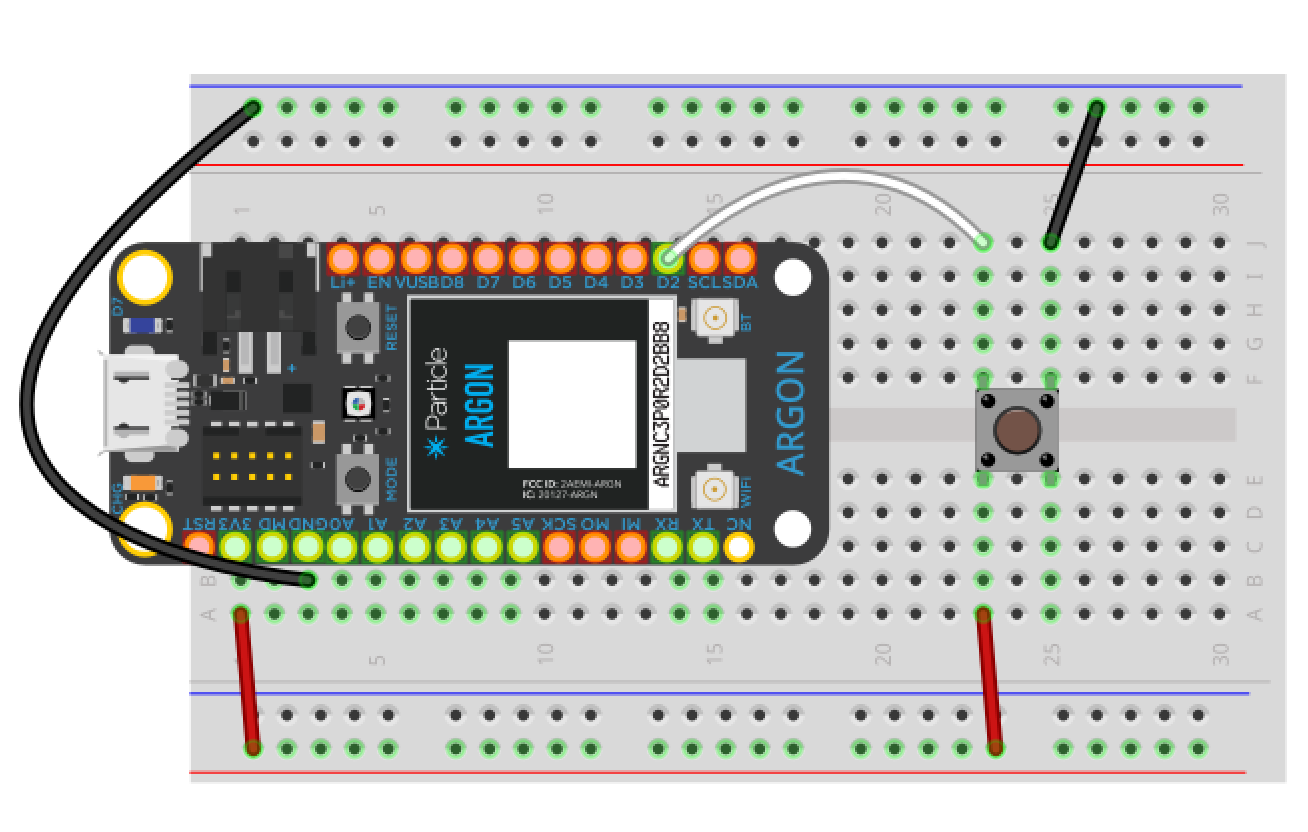 1 5 10 15 20 25 30
J
LI+ EN VUSB D8 D7 D6 D5 D4 D3 D2 SCL SDA
I
D7
RESET
BT
H
G
F
Particle
ARGON
ARGNC3P0R2D2BBB
ARGON
MODE
WIFI
CHG
FCC ID: 2AEMI-ARGN
IC: 20127-ARGN
E
D
RST 3V3 MD GND A0 A1 A2 A3 A4 A5 SCK MO MI RX TX NC
C
B B
A A
5 10 15 20 25 30